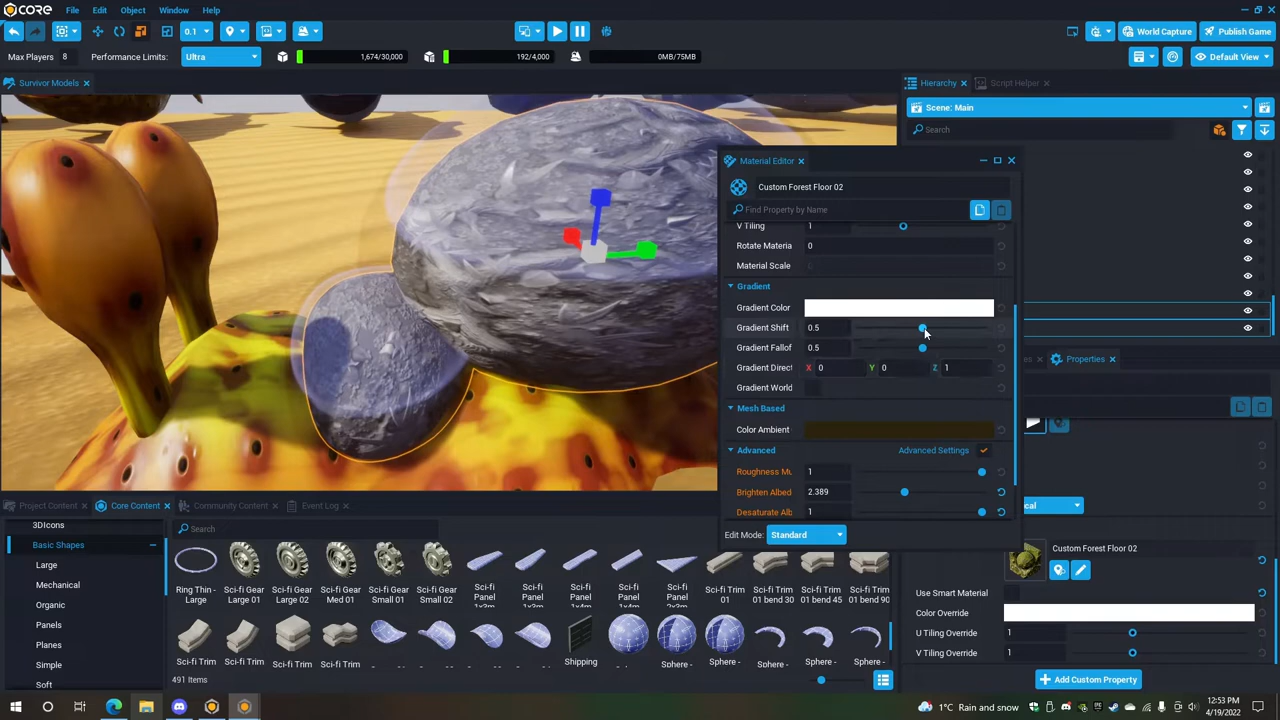 CORE File Edit Object Window Help
0.1 World Capture Publish Game
Max Players 8 Performance Limits: Ultra 1,674/30,000 192/4,000 0MB/75MB Default View
Survivor Models Hierarchy Script Helper
Scene: Main
Search
Material Editor
Custom Forest Floor 02
Find Property by Name
V Tiling 1
Rotate Materia 0
Material Scale
Gradient
Gradient Color
Gradient Shift 0.5
Gradient Fallof 0.5
Gradient Direct X 0 Y 0 Z 1
Gradient World
Mesh Based
Color Ambient
Advanced Advanced Settings
Roughness Mu 1
Brighten Albed 2.389
Desaturate Alb 1
Edit Mode: Standard
Properties
cal
Custom Forest Floor 02
Use Smart Material
Color Override
U Tiling Override 1
V Tiling Override 1
Add Custom Property
Project Content Core Content Community Content Event Log
Search
3DIcons
Basic Shapes
Large
Mechanical
Organic
Panels
Planes
Simple
Soft
Ring Thin - Large
Sci-fi Gear Large 01
Sci-fi Gear Large 02
Sci-fi Gear Med 01
Sci-fi Gear Small 01
Sci-fi Gear Small 02
Sci-fi Panel 1x3m
Sci-fi Panel
Sci-fi Panel 1x4m
Sci-fi Panel 2x3m
Sci-fi Trim 01
Sci-fi Trim 01 bend 30
Sci-fi Trim 01 bend 45
Sci-fi Trim 01 bend 90
Sci-fi Trim
Sci-fi Trim
Sci-fi Trim
Sci-fi Trim
Shipping
Sphere -
Sphere -
Sphere -
Sphere -
Sphere -
491 Items
1°C Rain and snow
12:53 PM
4/19/2022